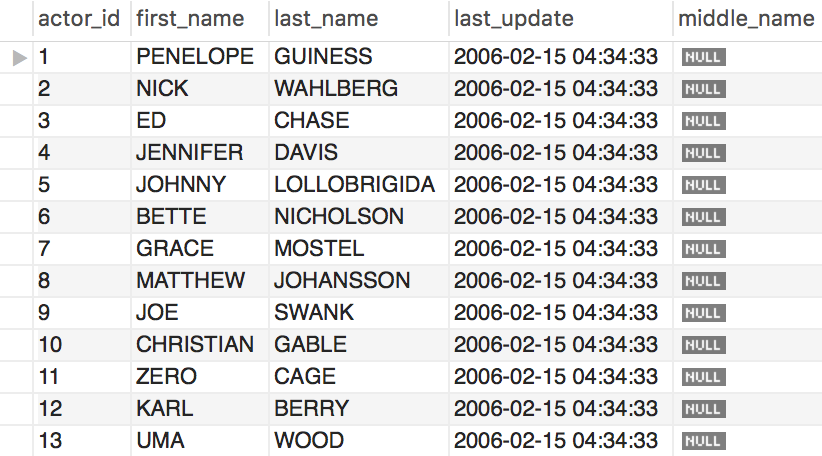 actor_id first_name last_name last_update middle_name
1 PENELOPE GUINESS 2006-02-15 04:34:33 NULL
2 NICK WAHLBERG 2006-02-15 04:34:33 NULL
3 ED CHASE 2006-02-15 04:34:33 NULL
4 JENNIFER DAVIS 2006-02-15 04:34:33 NULL
5 JOHNNY LOLLOBRIGIDA 2006-02-15 04:34:33 NULL
6 BETTE NICHOLSON 2006-02-15 04:34:33 NULL
7 GRACE MOSTEL 2006-02-15 04:34:33 NULL
8 MATTHEW JOHANSSON 2006-02-15 04:34:33 NULL
9 JOE SWANK 2006-02-15 04:34:33 NULL
10 CHRISTIAN GABLE 2006-02-15 04:34:33 NULL
11 ZERO CAGE 2006-02-15 04:34:33 NULL
12 KARL BERRY 2006-02-15 04:34:33 NULL
13 UMA WOOD 2006-02-15 04:34:33 NULL